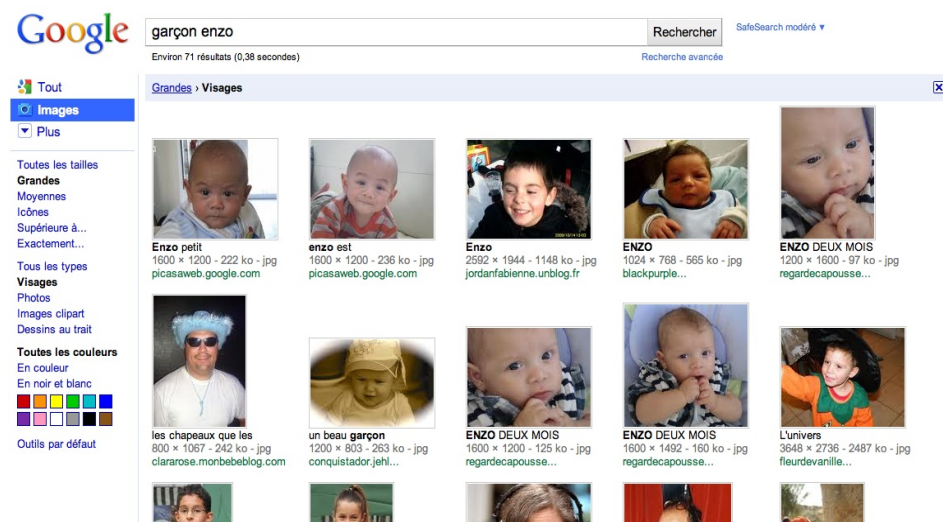 Google
garçon enzo
Rechercher
SafeSearch modéré ▼
Environ 71 résultats (0,38 secondes)
Recherche avancée
Tout
Images
Plus
Grandes › Visages
Toutes les tailles
Grandes
Moyennes
Icônes
Supérieure à...
Exactement...
Tous les types
Visages
Photos
Images clipart
Dessins au trait
Toutes les couleurs
En couleur
En noir et blanc
Outils par défaut
Enzo petit
1600 × 1200 - 222 ko - jpg
picasaweb.google.com
enzo est
1600 × 1200 - 236 ko - jpg
picasaweb.google.com
Enzo
2592 × 1944 - 1148 ko - jpg
jordanfabienne.unblog.fr
ENZO
1024 × 768 - 565 ko - jpg
blackpurple...
ENZO DEUX MOIS
1200 × 1600 - 97 ko - jpg
regardecapousse...
les chapeaux que les
800 × 1067 - 242 ko - jpg
clararose.monbebeblog.com
un beau garçon
1200 × 803 - 263 ko - jpg
conquistador.jehl...
ENZO DEUX MOIS
1600 × 1200 - 125 ko - jpg
regardecapousse...
ENZO DEUX MOIS
1600 × 1492 - 160 ko - jpg
regardecapousse...
L'univers
3648 × 2736 - 2487 ko - jpg
fleurdevanille...